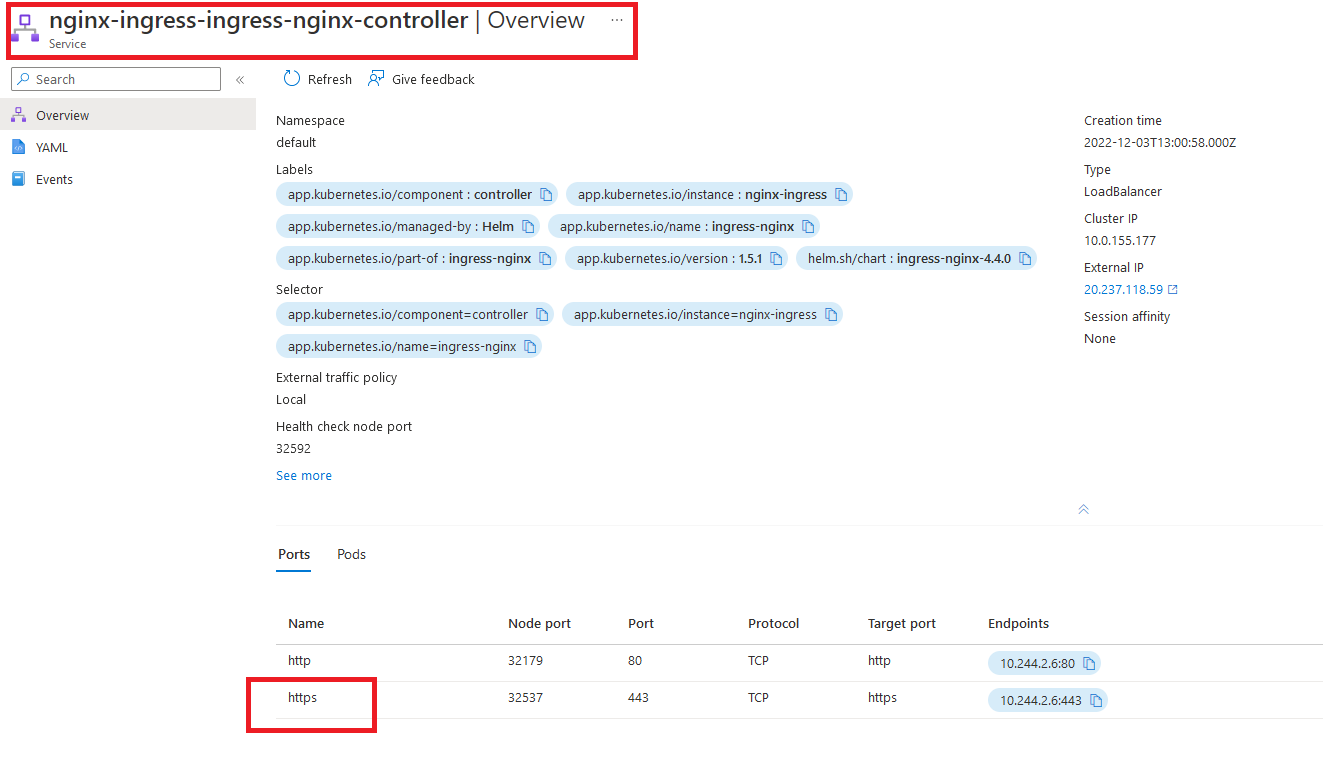 nginx-ingress-ingress-nginx-controller | Overview ...
Service
Search «
Refresh Give feedback
Overview
YAML
Events
Namespace
default
Labels
app.kubernetes.io/component : controller app.kubernetes.io/instance : nginx-ingress
app.kubernetes.io/managed-by : Helm app.kubernetes.io/name : ingress-nginx
app.kubernetes.io/part-of : ingress-nginx app.kubernetes.io/version : 1.5.1 helm.sh/chart : ingress-nginx-4.4.0
Selector
app.kubernetes.io/component=controller app.kubernetes.io/instance=nginx-ingress
app.kubernetes.io/name=ingress-nginx
External traffic policy
Local
Health check node port
32592
See more
Creation time
2022-12-03T13:00:58.000Z
Type
LoadBalancer
Cluster IP
10.0.155.177
External IP
20.237.118.59
Session affinity
None
Ports Pods
Name Node port Port Protocol Target port Endpoints
http 32179 80 TCP http 10.244.2.6:80
https 32537 443 TCP https 10.244.2.6:443